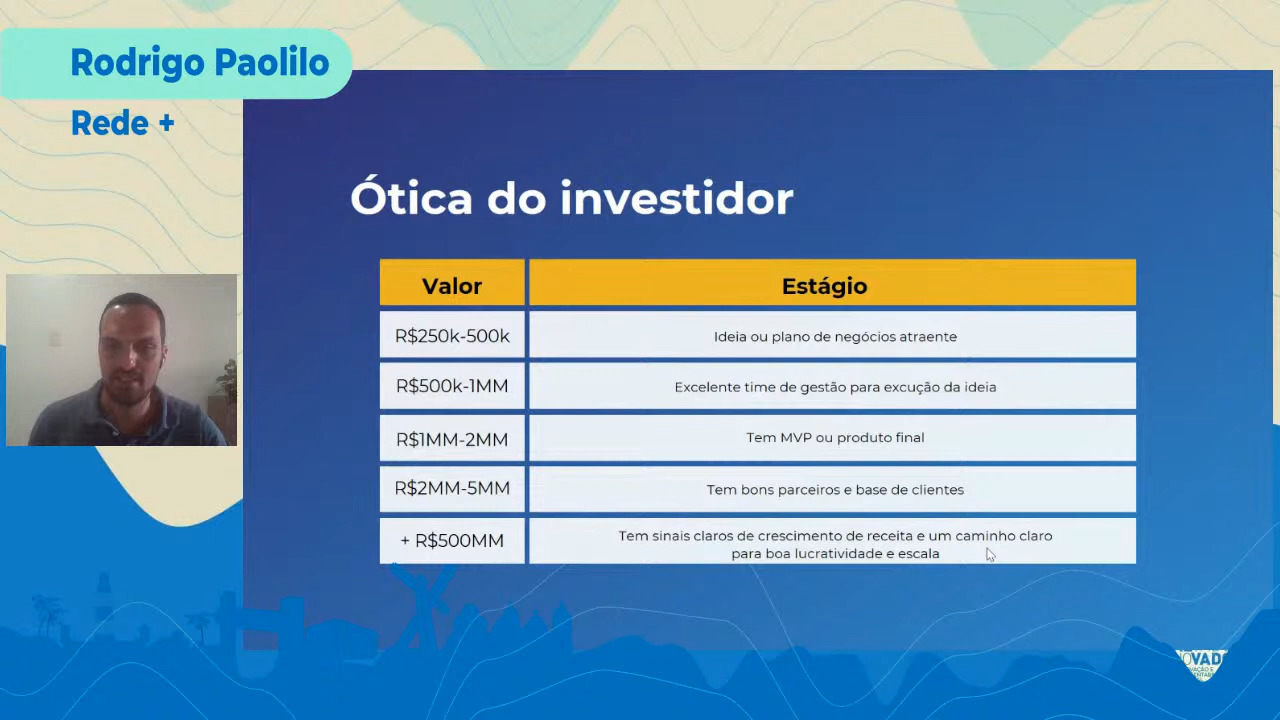 Rodrigo Paolilo
Rede +
Ótica do investidor
Valor Estágio
R$250k-500k Ideia ou plano de negócios atraente
R$500k-1MM Excelente time de gestão para excução da ideia
R$1MM-2MM Tem MVP ou produto final
R$2MM-5MM Tem bons parceiros e base de clientes
+ R$500MM Tem sinais claros de crescimento de receita e um caminho claro
para boa lucratividade e escala
OVAD